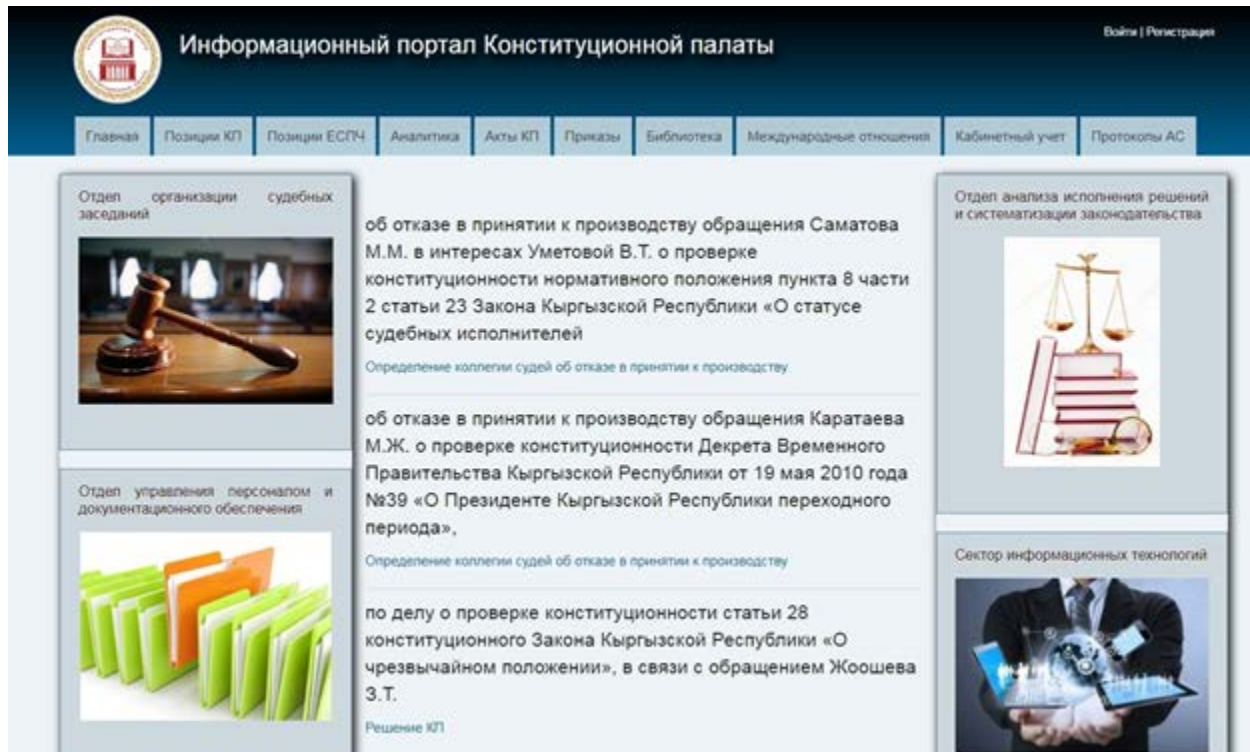 Информационный портал Конституционной палаты
Войти | Регистрация
Главная
Позиции КП
Позиции ЕСПЧ
Аналитика
Акты КП
Приказы
Библиотека
Международные отношения
Кабинетный учет
Протоколы АС
Отдел организации судебных
заседаний
Отдел управления персоналом и
документационного обеспечения
об отказе в принятии к производству обращения Саматова
М.М. в интересах Уметовой В.Т. о проверке
конституционности нормативного положения пункта 8 части
2 статьи 23 Закона Кыргызской Республики «О статусе
судебных исполнителей
Определение коллегии судей об отказе в принятии к производству
об отказе в принятии к производству обращения Каратаева
М.Ж. о проверке конституционности Декрета Временного
Правительства Кыргызской Республики от 19 мая 2010 года
№39 «О Президенте Кыргызской Республики переходного
периода»,
Определение коллегии судей об отказе в принятии к производству
по делу о проверке конституционности статьи 28
конституционного Закона Кыргызской Республики «О
чрезвычайном положении», в связи с обращением Жоошева
З.Т.
Решение КП
Отдел анализа исполнения решений
и систематизации законодательства
Сектор информационных технологий